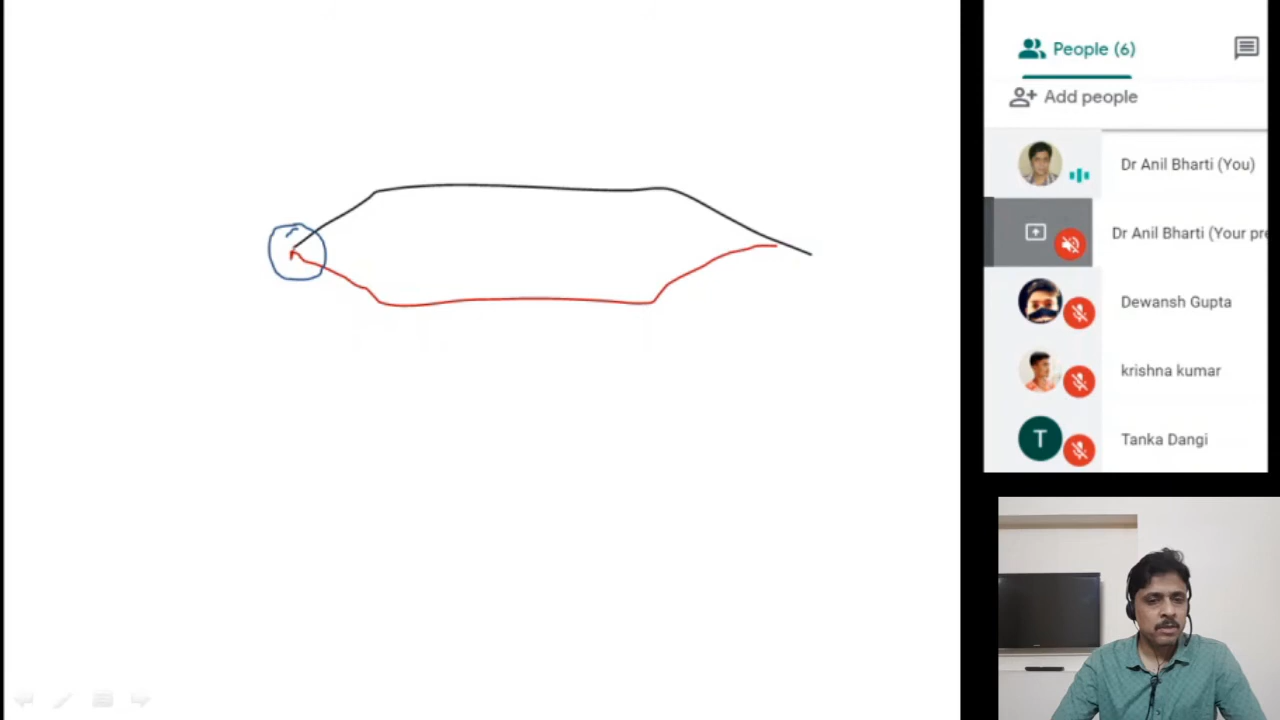 People (6)
Add people
Dr Anil Bharti (You)
Dr Anil Bharti (Your pre
Dewansh Gupta
krishna kumar
T
Tanka Dangi